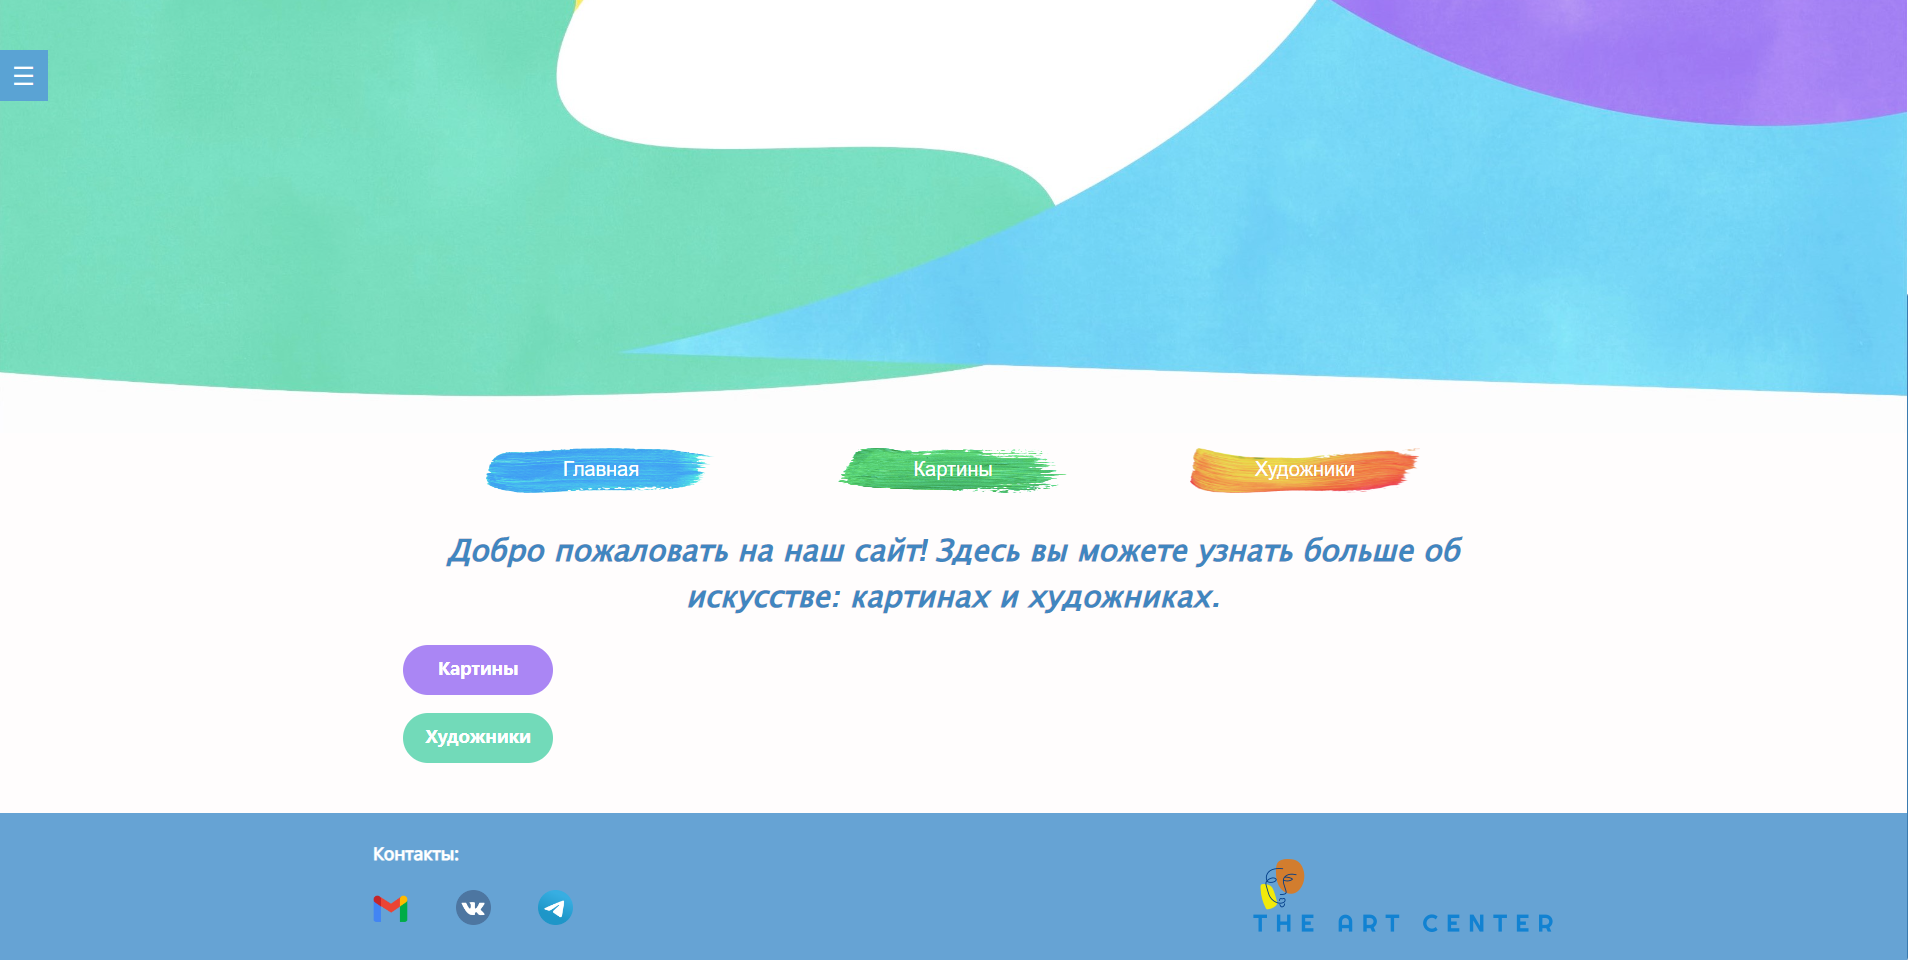 ☰
Главная
Картины
Художники
Добро пожаловать на наш сайт! Здесь вы можете узнать больше об
искусстве: картинах и художниках.
Картины
Художники
Контакты:
THE ART CENTER